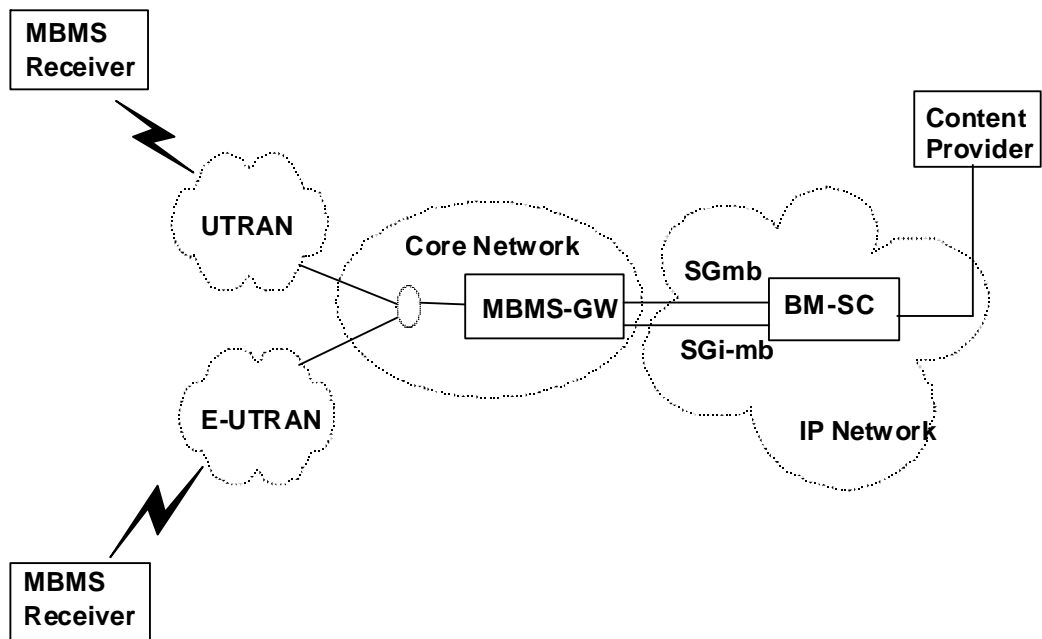 MBMS
Receiver
Content
Provider
UTRAN
Core Network
SGmb
MBMS-GW
BM-SC
SGi-mb
E-UTRAN
IP Network
MBMS
Receiver